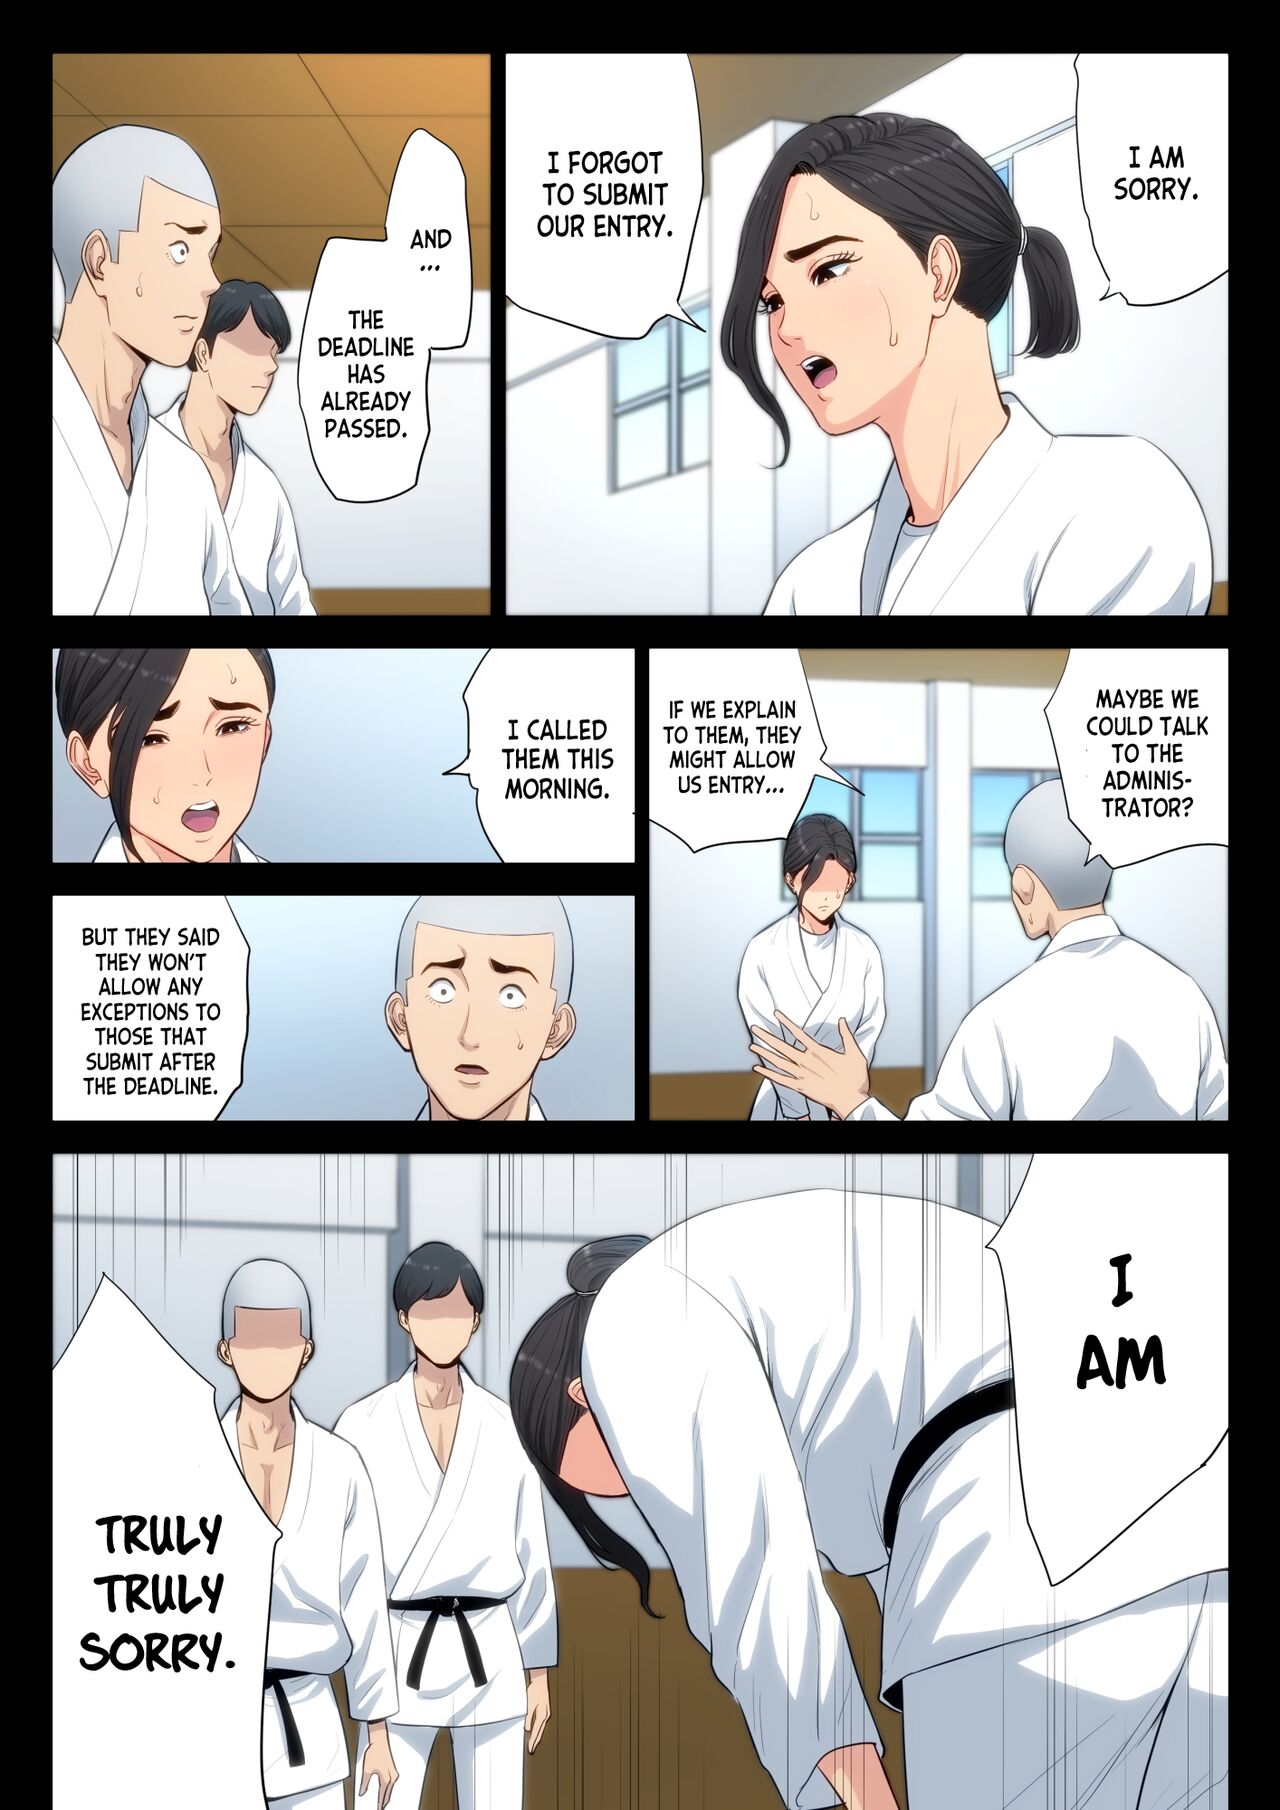 I AM
SORRY.
I FORGOT
TO SUBMIT
OUR ENTRY.
AND
...
THE
DEADLINE
HAS
ALREADY
PASSED.
MAYBE WE
COULD TALK
TO THE
ADMINIS-
TRATOR?
IF WE EXPLAIN
TO THEM, THEY
MIGHT ALLOW
US ENTRY...
I CALLED
THEM THIS
MORNING.
BUT THEY SAID
THEY WON'T
ALLOW ANY
EXCEPTIONS TO
THOSE THAT
SUBMIT AFTER
THE DEADLINE.
I
AM
TRULY
TRULY
SORRY.